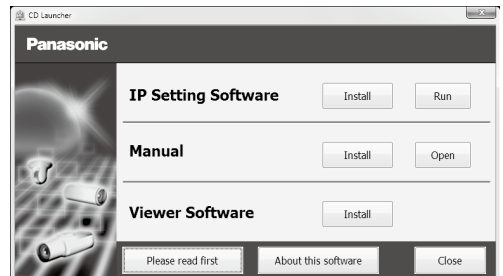 CD Launcher
Panasonic
IP Setting Software Install Run
Manual Install Open
Viewer Software Install
Please read first About this software Close